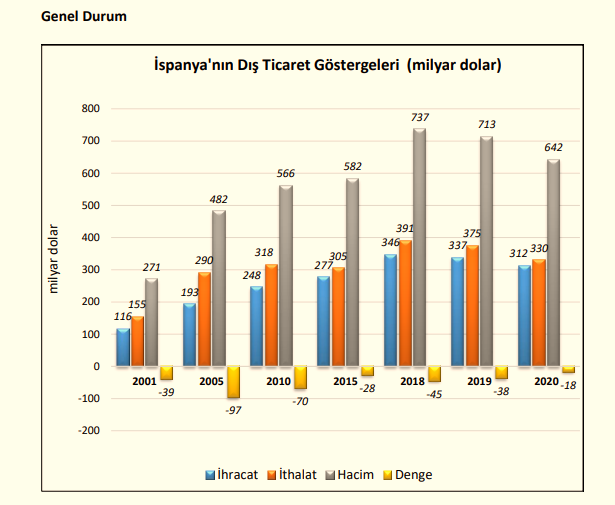 Genel Durum
İspanya'nın Dış Ticaret Göstergeleri (milyar dolar)
milyar dolar
800
700
600
500
400
300
200
100
0
-100
-200
116 155 271 -39
193 290 482 -97
248 318 566 -70
277 305 582 -28
346 391 737 -45
337 375 713 -38
312 330 642 -18
2001 2005 2010 2015 2018 2019 2020
İhracat İthalat Hacim Denge